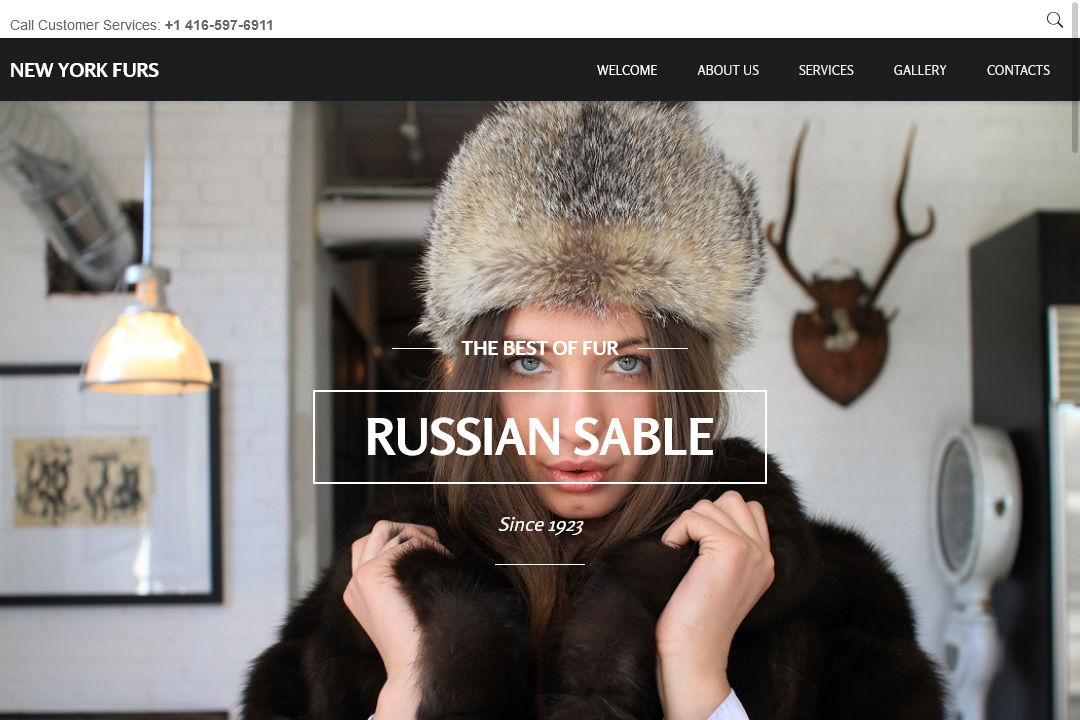 Call Customer Services: +1 416-597-6911
NEW YORK FURS
WELCOME
ABOUT US
SERVICES
GALLERY
CONTACTS
THE BEST OF FUR
RUSSIAN SABLE
Since 1923